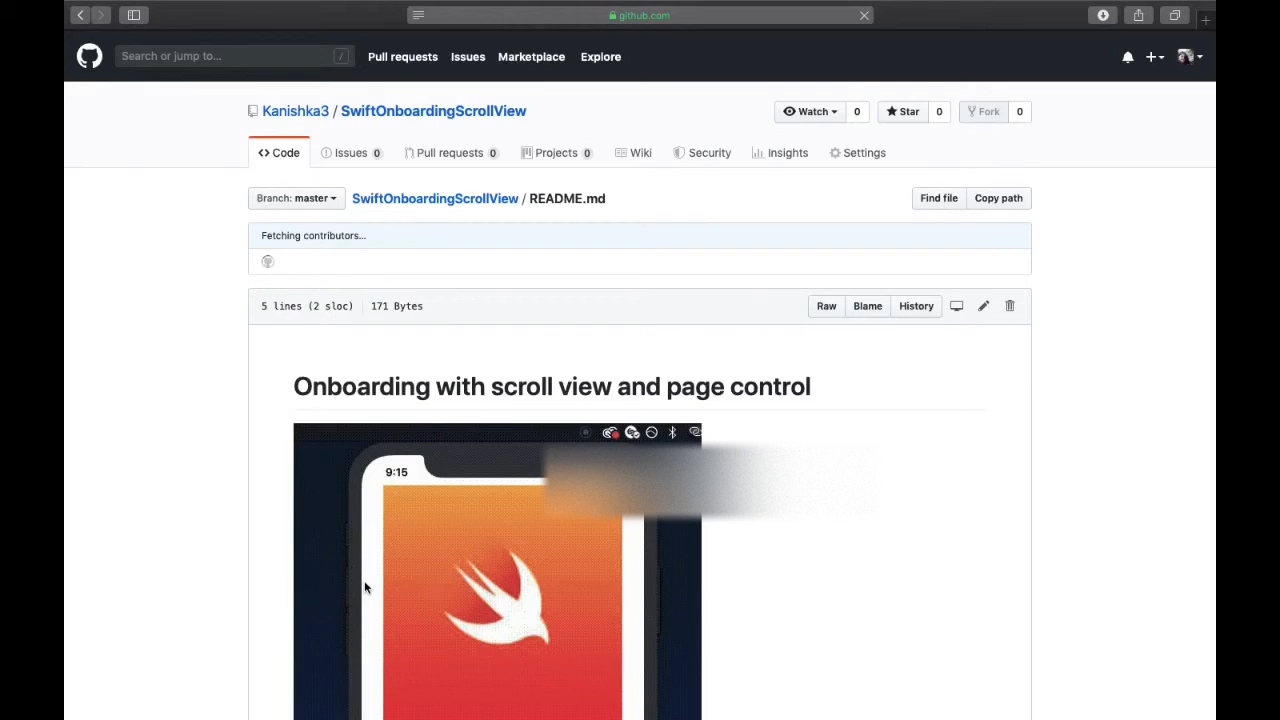 github.com
Search or jump to... /
Pull requests Issues Marketplace Explore
Kanishka3 / SwiftOnboardingScrollView
Watch 0 Star 0 Fork 0
Code Issues 0 Pull requests 0 Projects 0 Wiki Security Insights Settings
Branch: master SwiftOnboardingScrollView / README.md Find file Copy path
Fetching contributors...
5 lines (2 sloc) 171 Bytes Raw Blame History
Onboarding with scroll view and page control
9:15